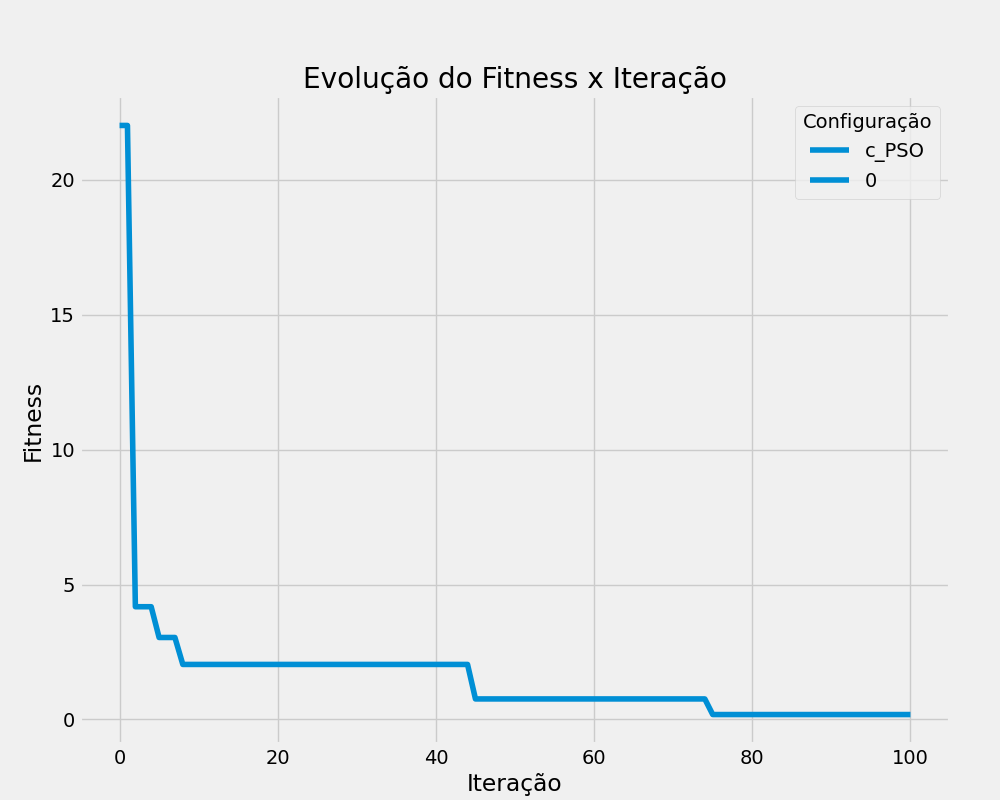 Evolução do Fitness x Iteração
Configuração
c_PSO
0
20
15
10
5
0
Fitness
0 20 40 60 80 100
Iteração